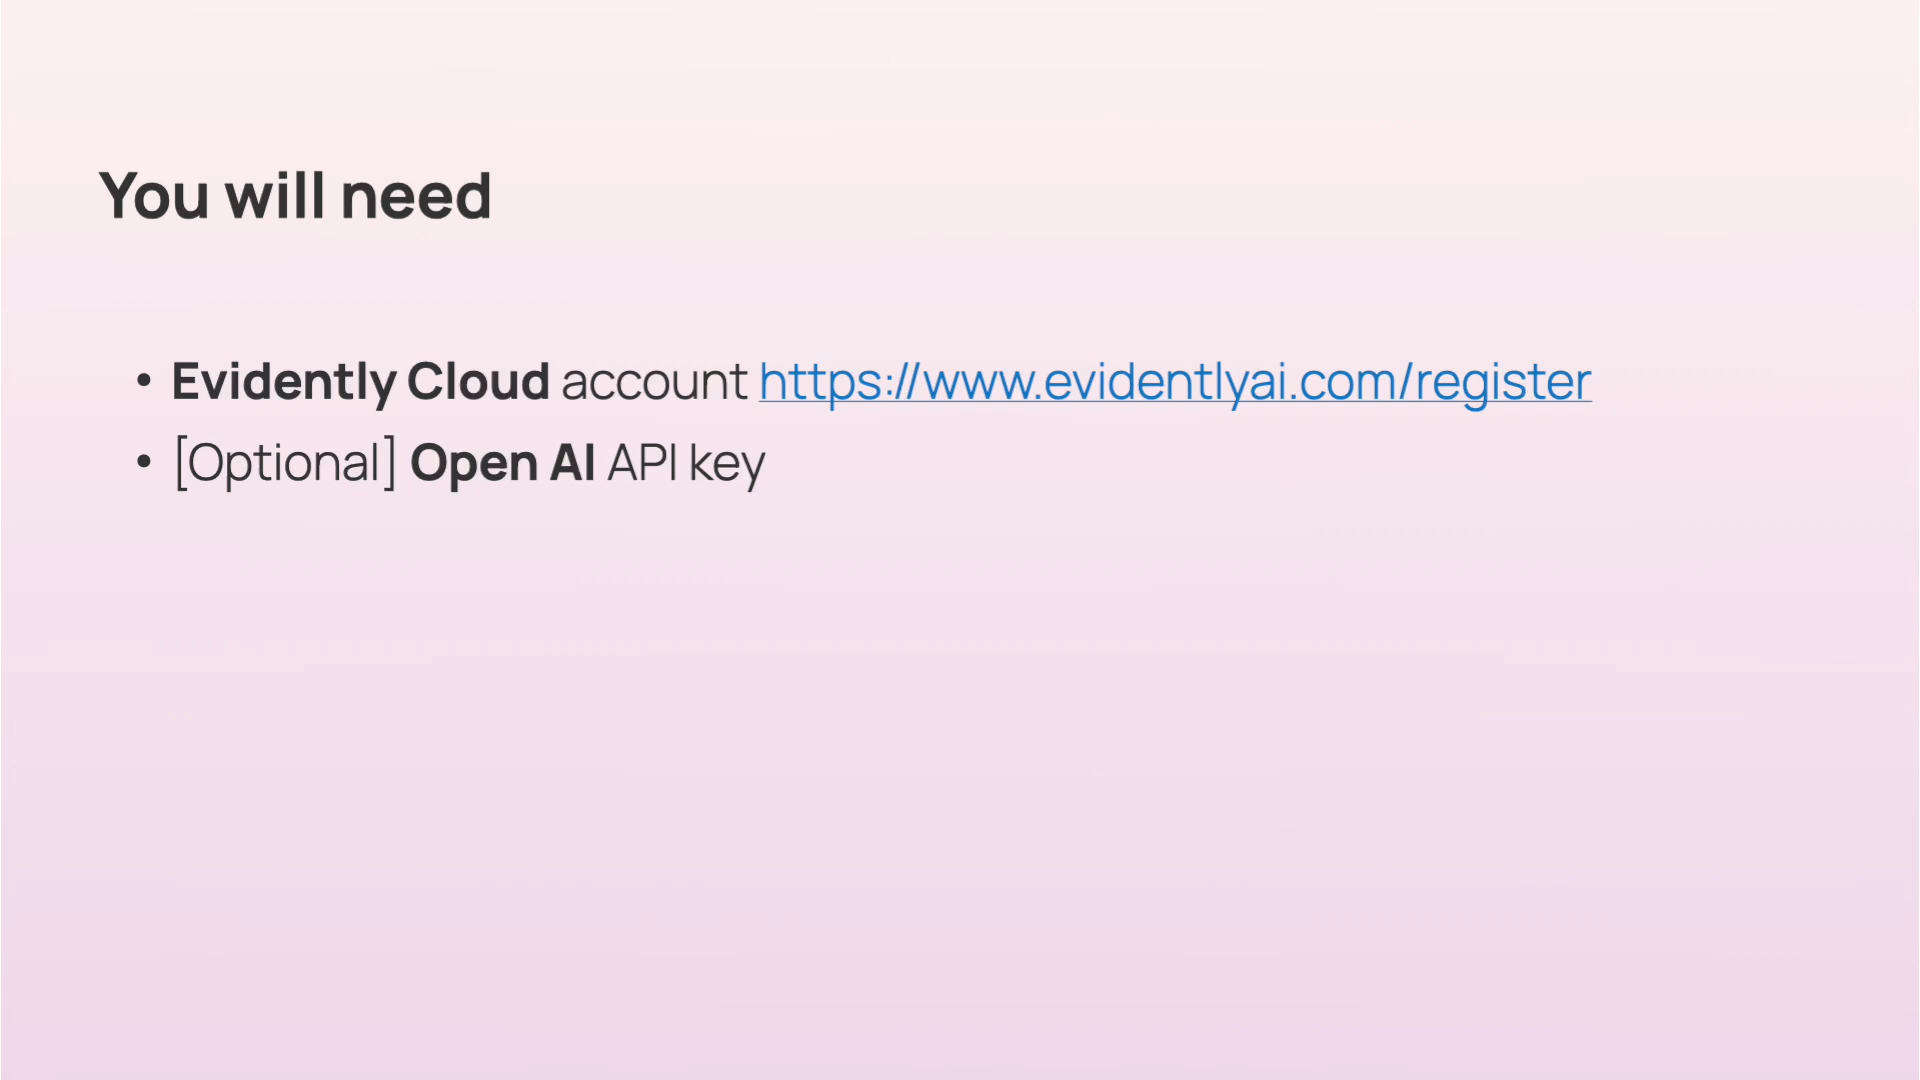 You will need
• Evidently Cloud account https://www.evidentlyai.com/register
• [Optional] Open AI API key